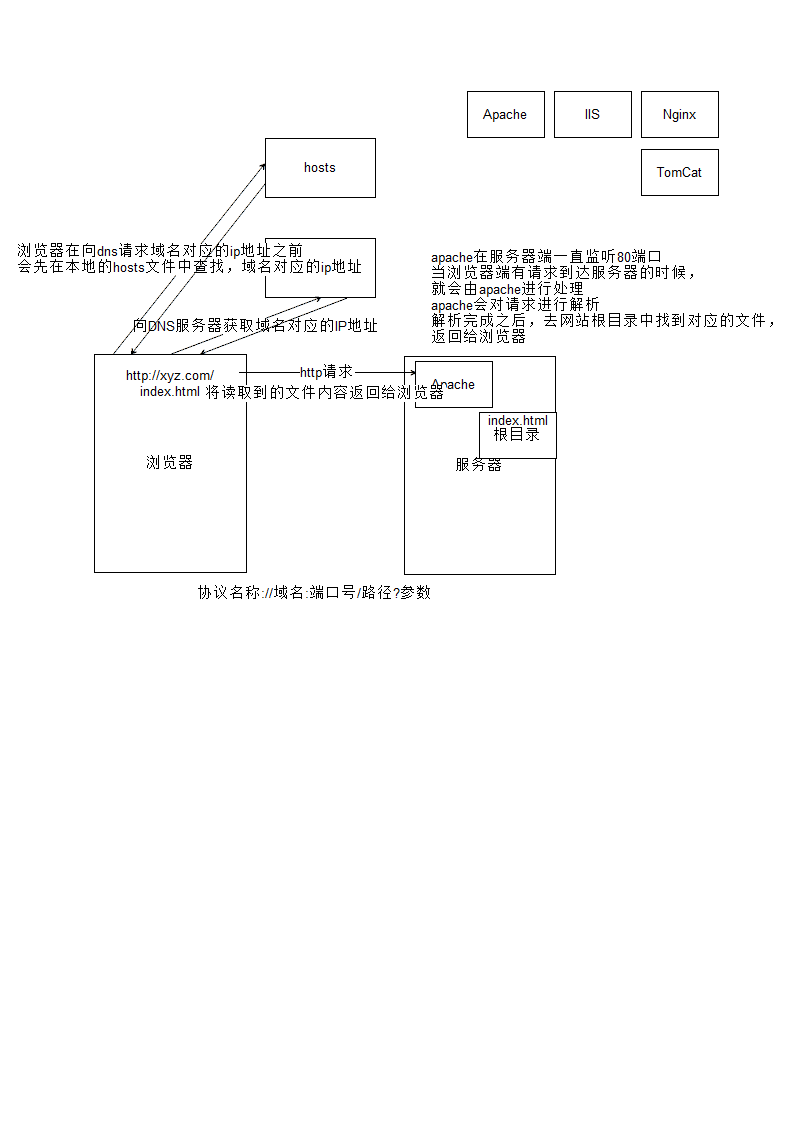 Apache
IIS
Nginx
TomCat
hosts
浏览器在向dns请求域名对应的ip地址之前
会先在本地的hosts文件中查找，域名对应的ip地址
apache在服务器端一直监听80端口
当浏览器端有请求到达服务器的时候，
就会由apache进行处理
apache会对请求进行解析
解析完成之后，去网站根目录中找到对应的文件，
返回给浏览器
向DNS服务器获取域名对应的IP地址
http://xyz.com/
index.html
http请求
将读取到的文件内容返回给浏览器
Apache
index.html
根目录
浏览器
服务器
协议名称://域名:端口号/路径?参数